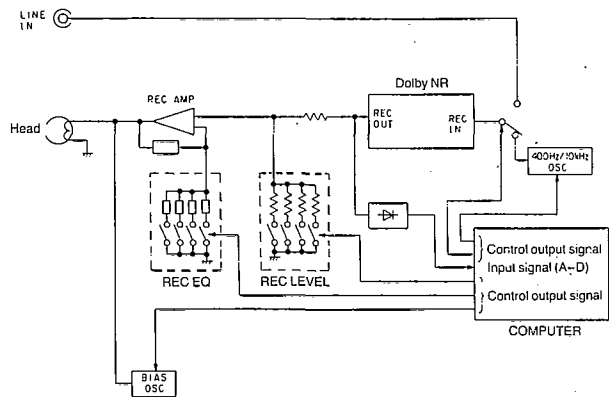 LINE
IN
Dolby NR
REC AMP
REC
OUT
REC
IN
Head
400Hz/10kHz
OSC
Control output signal
Input signal (A-D)
Control output signal
REC EQ
REC LEVEL
COMPUTER
BIAS
OSC